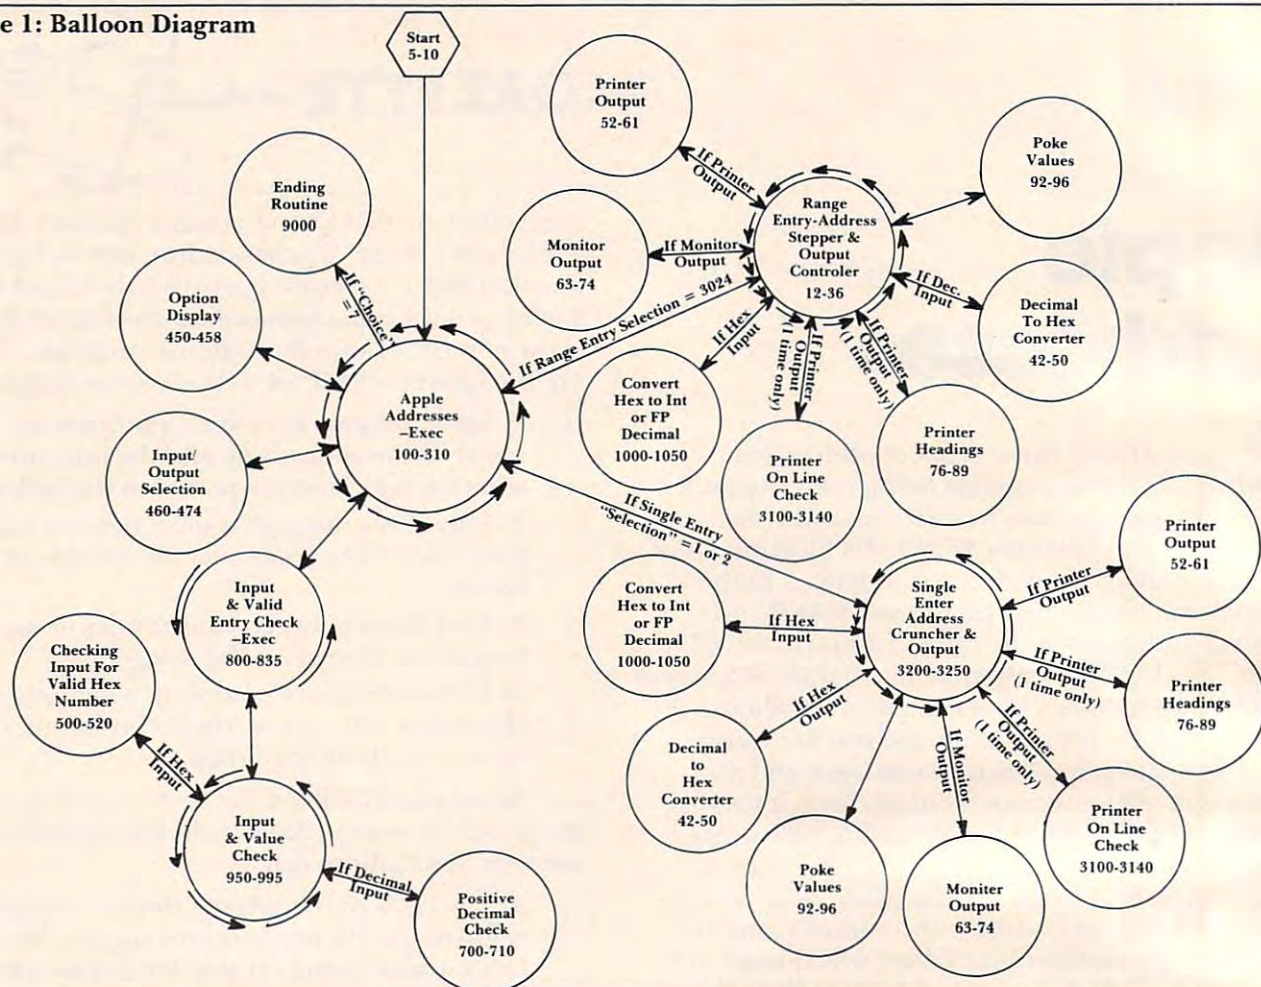 e 1: Balloon Diagram
Start
5-10
Printer
Output
52-61
Poke
Values
92-96
Ending
Routine
9000
If Printer
Output
Range
Entry-Address
Stepper &
Output
Controler
12-36
Monitor
Output
63-74
If Monitor
Output
If Dec.
Input
Decimal
To Hex
Converter
42-50
Option
Display
450-458
If "Choice"
= 7
If Range Entry Selection = 3024
If Hex
Input
If Printer
Output
(1 time only)
If Printer
Output
(1 time only)
Apple
Addresses
–Exec
100-310
Convert
Hex to Int
or FP
Decimal
1000-1050
Printer
On Line
Check
3100-3140
Printer
Headings
76-89
Input/
Output
Selection
460-474
If Single Entry
"Selection" = 1 or 2
Printer
Output
52-61
Input
& Valid
Entry Check
–Exec
800-835
Convert
Hex to Int
or FP
Decimal
1000-1050
If Hex
Input
Single
Enter
Address
Cruncher &
Output
3200-3250
If Printer
Output
If Printer
Output
(1 time only)
Printer
Headings
76-89
Checking
Input For
Valid Hex
Number
500-520
If Hex
Output
If Monitor
Output
If Printer
Output
(1 time only)
If Hex
Input
Decimal
to
Hex
Converter
42-50
Input
& Value
Check
950-995
If Decimal
Input
Positive
Decimal
Check
700-710
Poke
Values
92-96
Moniter
Output
63-74
Printer
On Line
Check
3100-3140